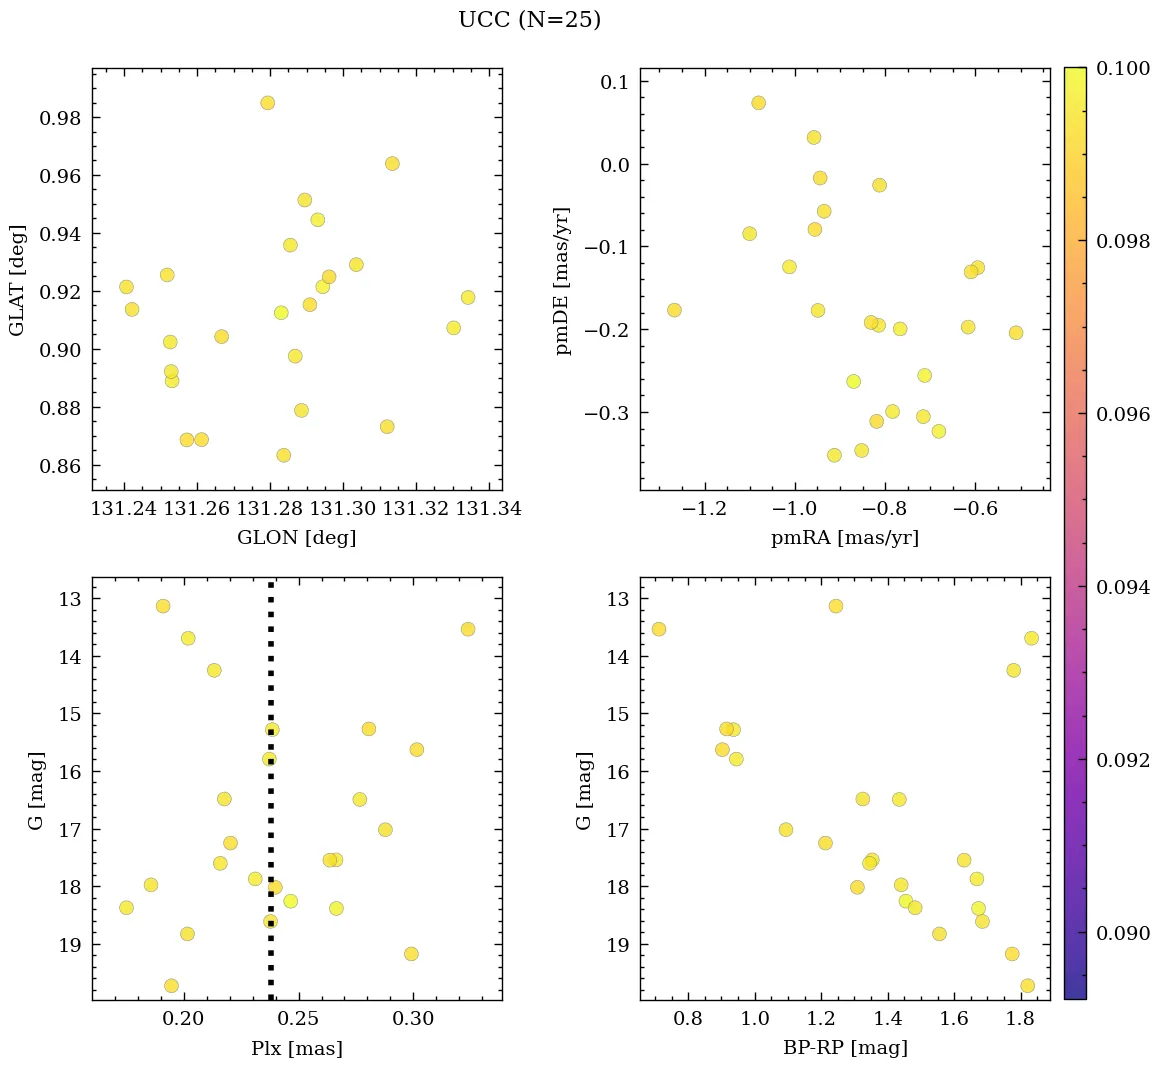 UCC (N=25)
0.98
0.96
0.94
0.92
0.90
0.88
0.86
GLAT [deg]
131.24 131.26 131.28 131.30 131.32 131.34
GLON [deg]
0.1
0.0
−0.1
−0.2
−0.3
pmDE [mas/yr]
−1.2 −1.0 −0.8 −0.6
pmRA [mas/yr]
0.100
0.098
0.096
0.094
0.092
0.090
13
14
15
16
17
18
19
G [mag]
0.20 0.25 0.30
Plx [mas]
13
14
15
16
17
18
19
G [mag]
0.8 1.0 1.2 1.4 1.6 1.8
BP-RP [mag]